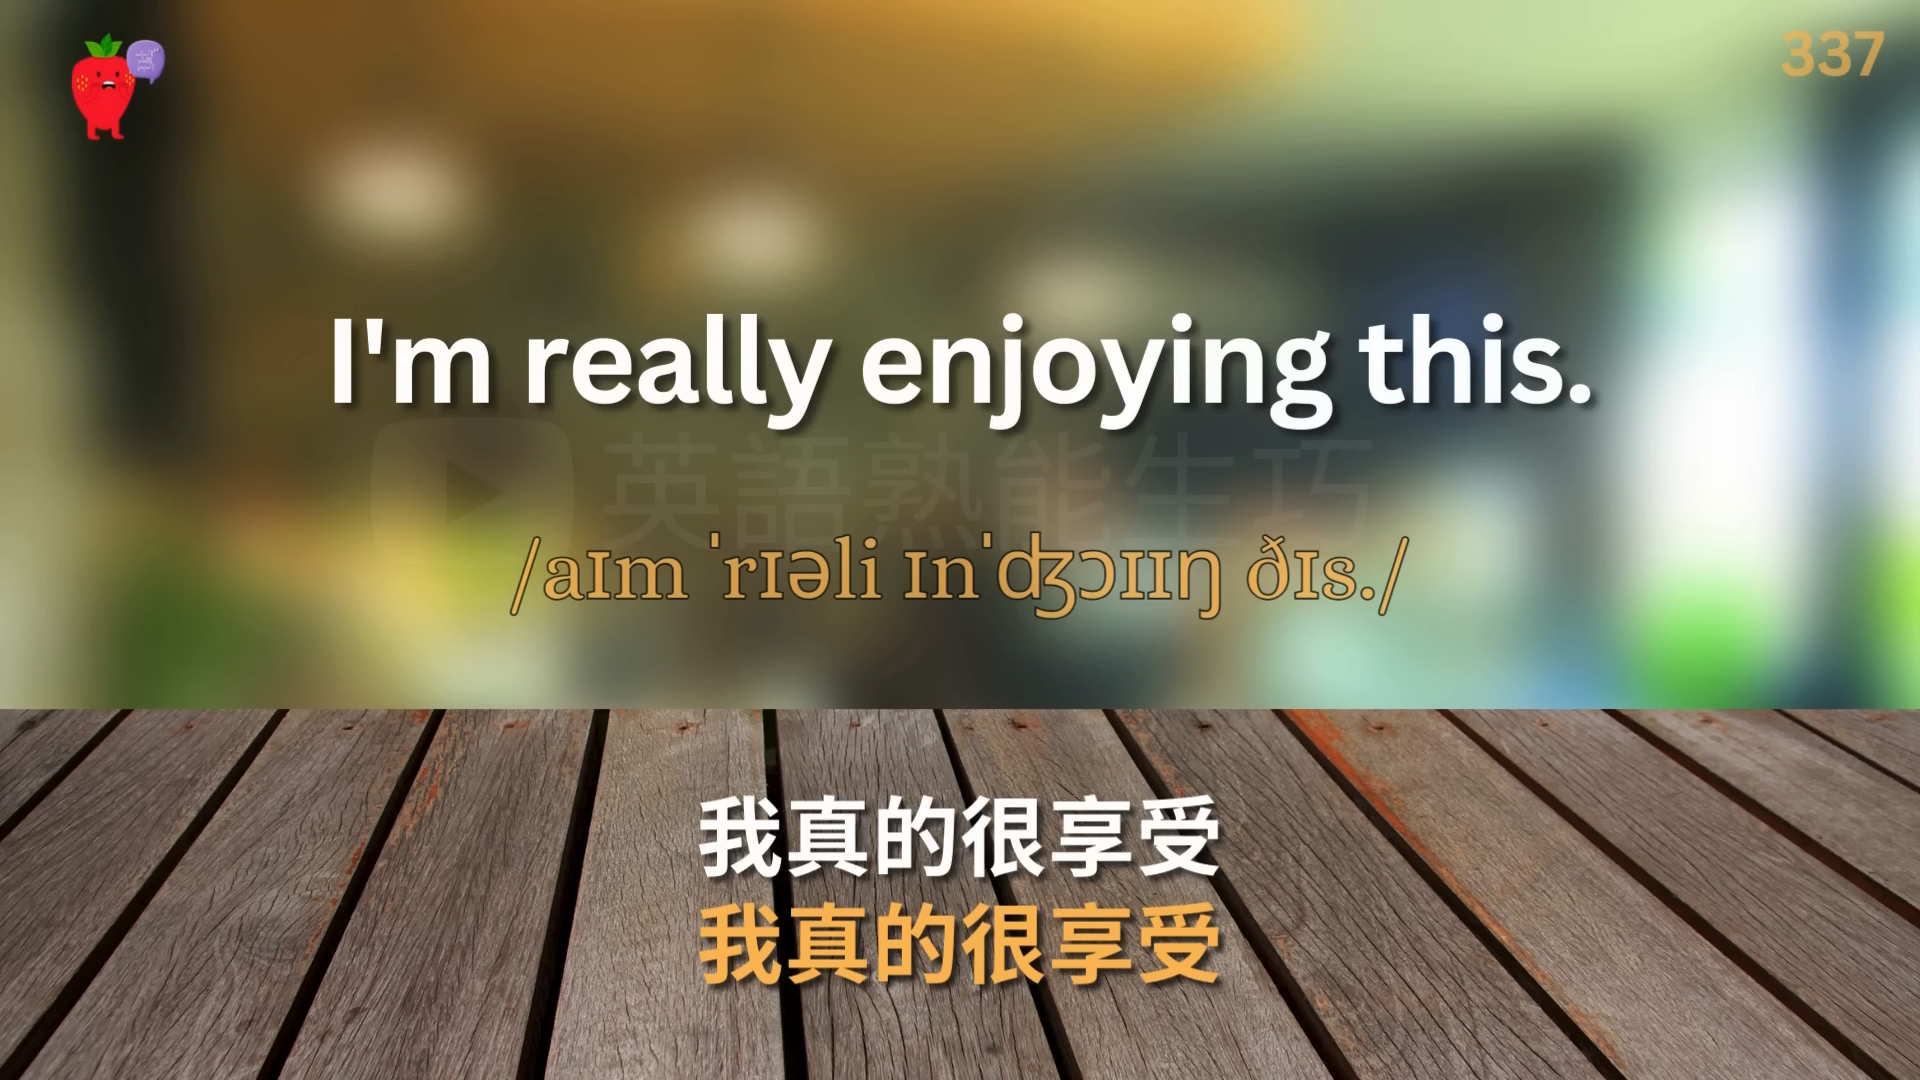 337
I'm really enjoying this.
英語熟能生巧
/aɪm ˈrɪəli ɪnˈʤɔɪɪŋ ðɪs./
我真的很享受
我真的很享受